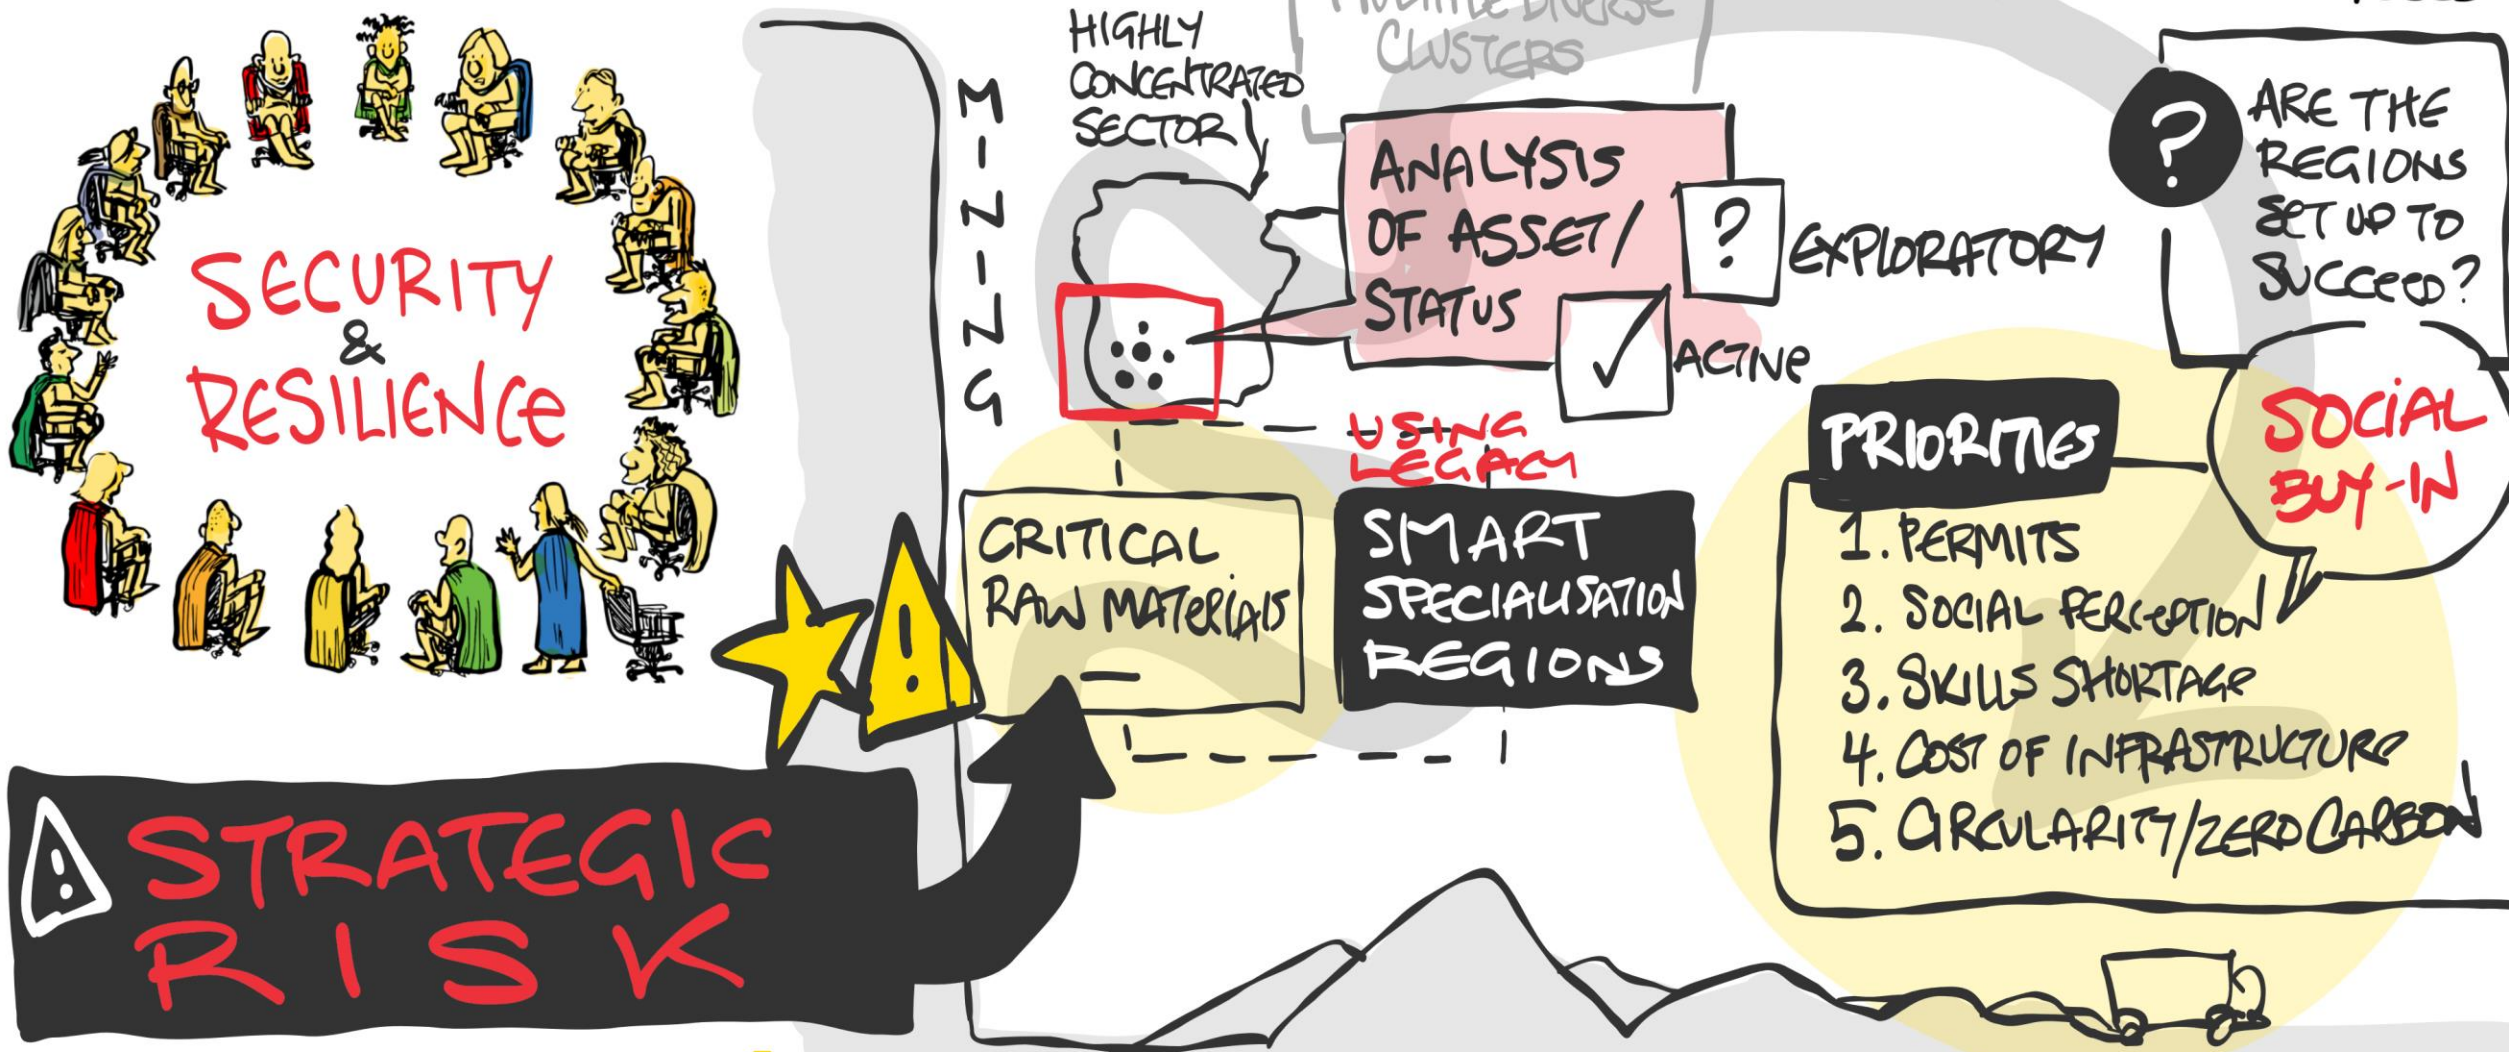 SECURITY
&
RESILIENCE
STRATEGIC
RISK
MINING
HIGHLY
CONCENTRATED
SECTOR
MULTIPLE DIVERSE
CLUSTERS
ANALYSIS
OF ASSET/
STATUS
?
EXPLORATORY
ACTIVE
USING
LEGACY
CRITICAL
RAW MATERIALS
SMART
SPECIALISATION
REGIONS
?
ARE THE
REGIONS
SET UP TO
SUCCEED?
SOCIAL
BUY-IN
PRIORITIES
1. PERMITS
2. SOCIAL PERCEPTION
3. SKILLS SHORTAGE
4. COST OF INFRASTRUCTURE
5. CIRCULARITY/ZERO CARBON